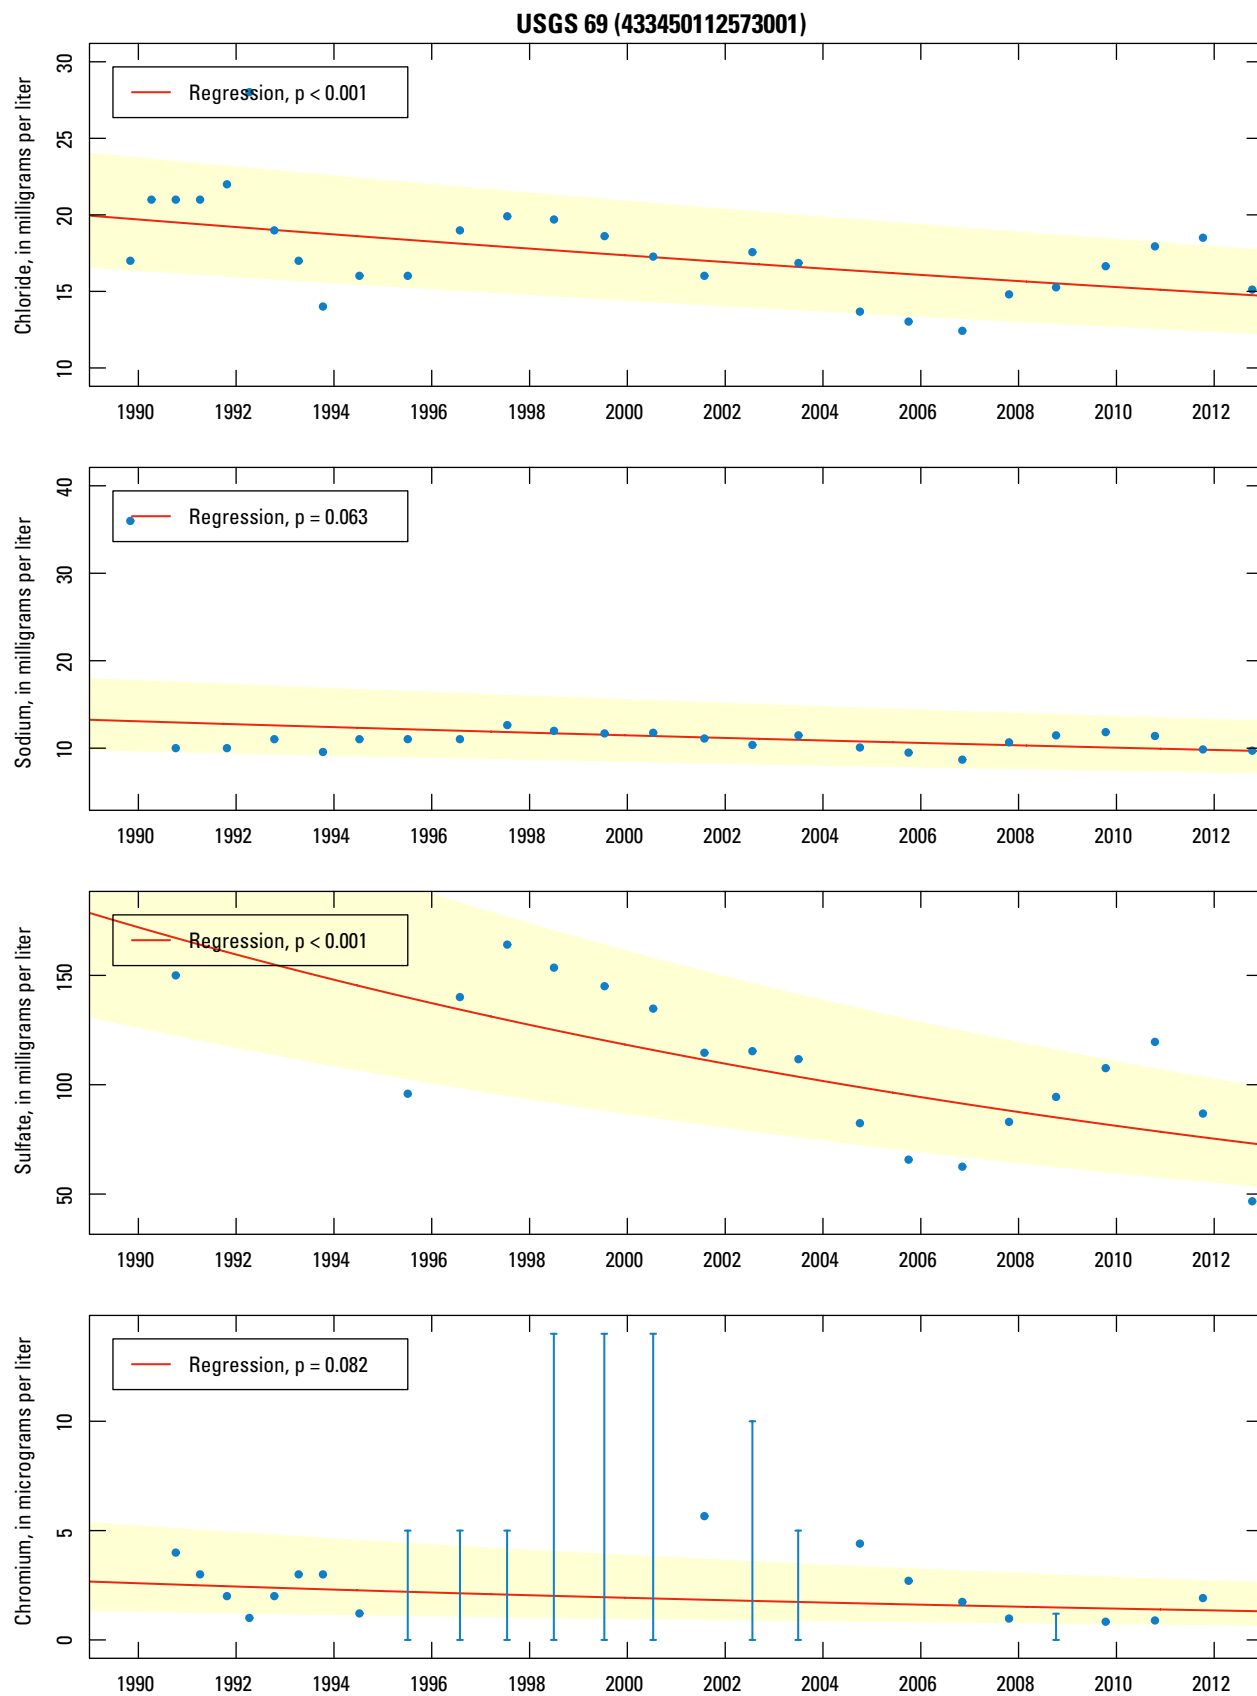 USGS 69 (433450112573001)
Chloride, in milligrams per liter
30
25
20
15
10
Regression, p < 0.001
1990 1992 1994 1996 1998 2000 2002 2004 2006 2008 2010 2012
Sodium, in milligrams per liter
40
30
20
10
Regression, p = 0.063
1990 1992 1994 1996 1998 2000 2002 2004 2006 2008 2010 2012
Sulfate, in milligrams per liter
150
100
50
Regression, p < 0.001
1990 1992 1994 1996 1998 2000 2002 2004 2006 2008 2010 2012
Chromium, in micrograms per liter
10
5
0
Regression, p = 0.082
1990 1992 1994 1996 1998 2000 2002 2004 2006 2008 2010 2012